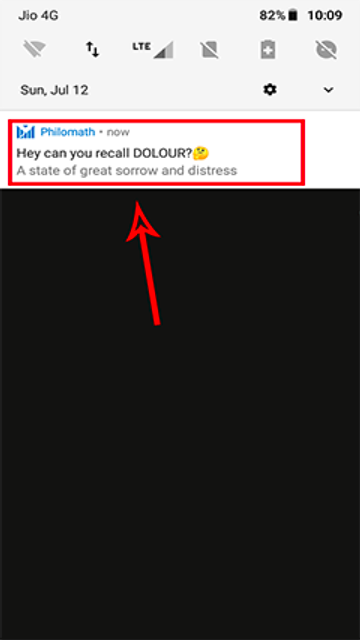 Jio 4G 82% 10:09
LTE
Sun, Jul 12
Philomath • now
Hey can you recall DOLOUR?🤔
A state of great sorrow and distress